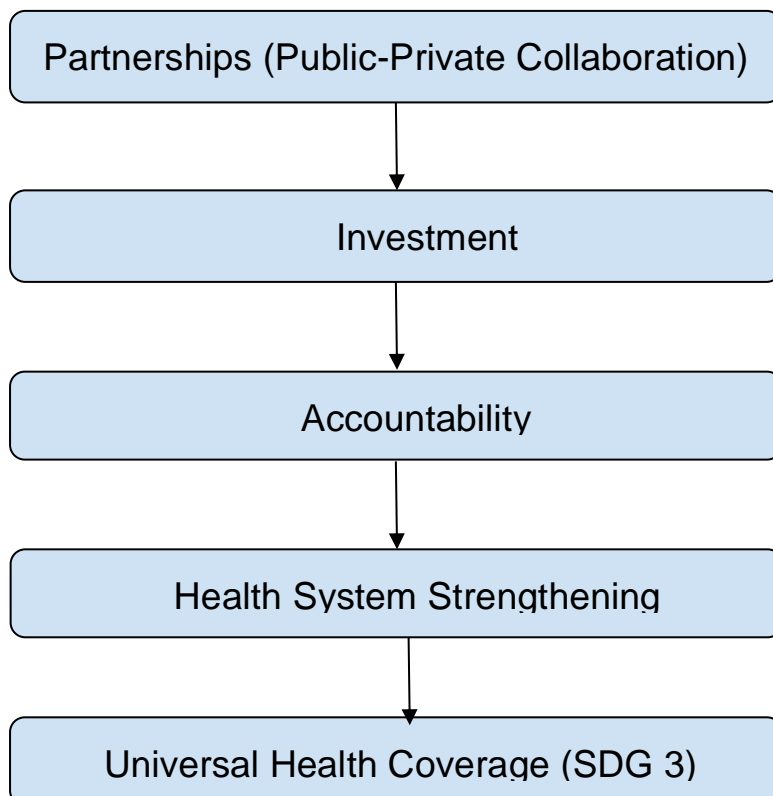 Partnerships (Public-Private Collaboration)
Investment
Accountability
Health System Strengthening
Universal Health Coverage (SDG 3)